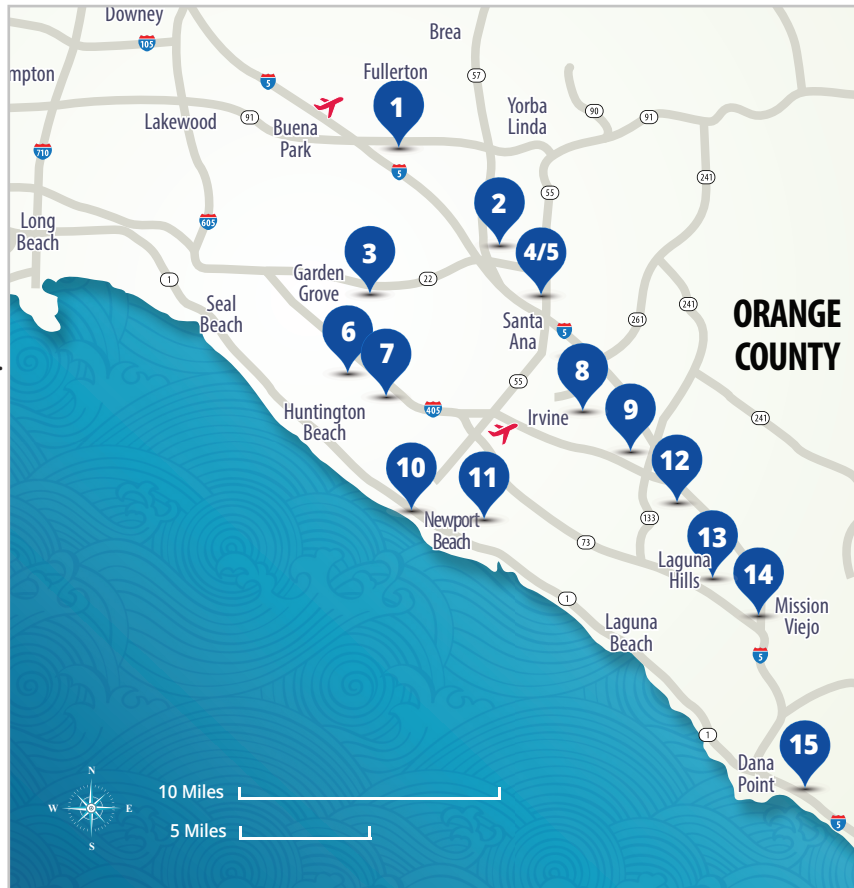 Downey
Brea
105
mpton
5
57
Fullerton
1
Yorba
Linda
90
91
91
Lakewood
Buena
Park
710
5
241
55
2
605
Long
Beach
3
4/5
Garden
Grove
22
1
241
Seal
Beach
ORANGE
COUNTY
Santa
Ana
5
261
6
7
8
55
405
Huntington
Beach
Irvine
9
241
10
11
12
Newport
Beach
133
73
13
Laguna
Hills
14
1
Mission
Viejo
Laguna
Beach
5
1
15
Dana
Point
N
W
E
S
10 Miles
5 Miles
5